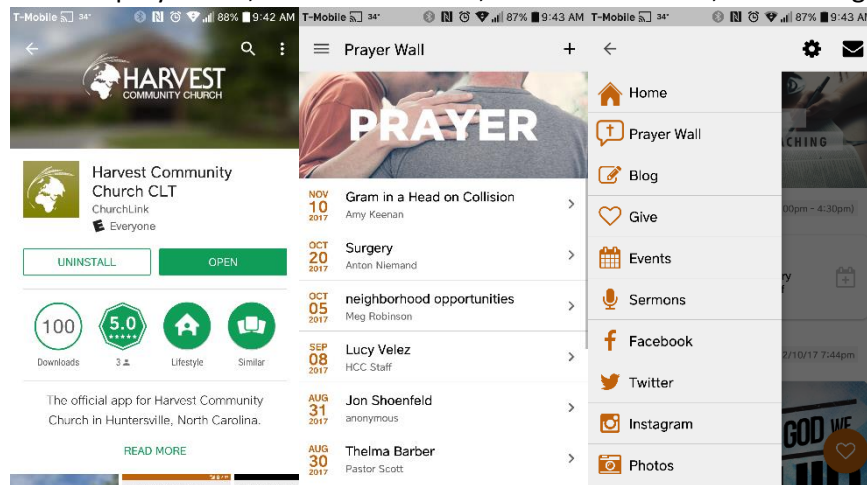 T-Mobile 34° 88% 9:42 AM
HARVEST
COMMUNITY CHURCH
Harvest Community
Church CLT
ChurchLink
E Everyone
UNINSTALL
OPEN
100
5.0
Downloads
3
Lifestyle
Similar
The official app for Harvest Community
Church in Huntersville, North Carolina.
READ MORE
T-Mobile 34° 87% 9:43 AM
Prayer Wall
+
PRAYER
NOV
10
2017
Gram in a Head on Collision
Amy Keenan
OCT
20
2017
Surgery
Anton Niemand
OCT
05
2017
neighborhood opportunities
Meg Robinson
SEP
08
2017
Lucy Velez
HCC Staff
AUG
31
2017
Jon Shoenfeld
anonymous
AUG
30
2017
Thelma Barber
Pastor Scott
T-Mobile 34° 87% 9:43 AM
Home
Prayer Wall
Blog
Give
Events
Sermons
Facebook
Twitter
Instagram
Photos
CHING
00pm - 4:30pm)
ry
2/10/17 7:44pm
GOD WE